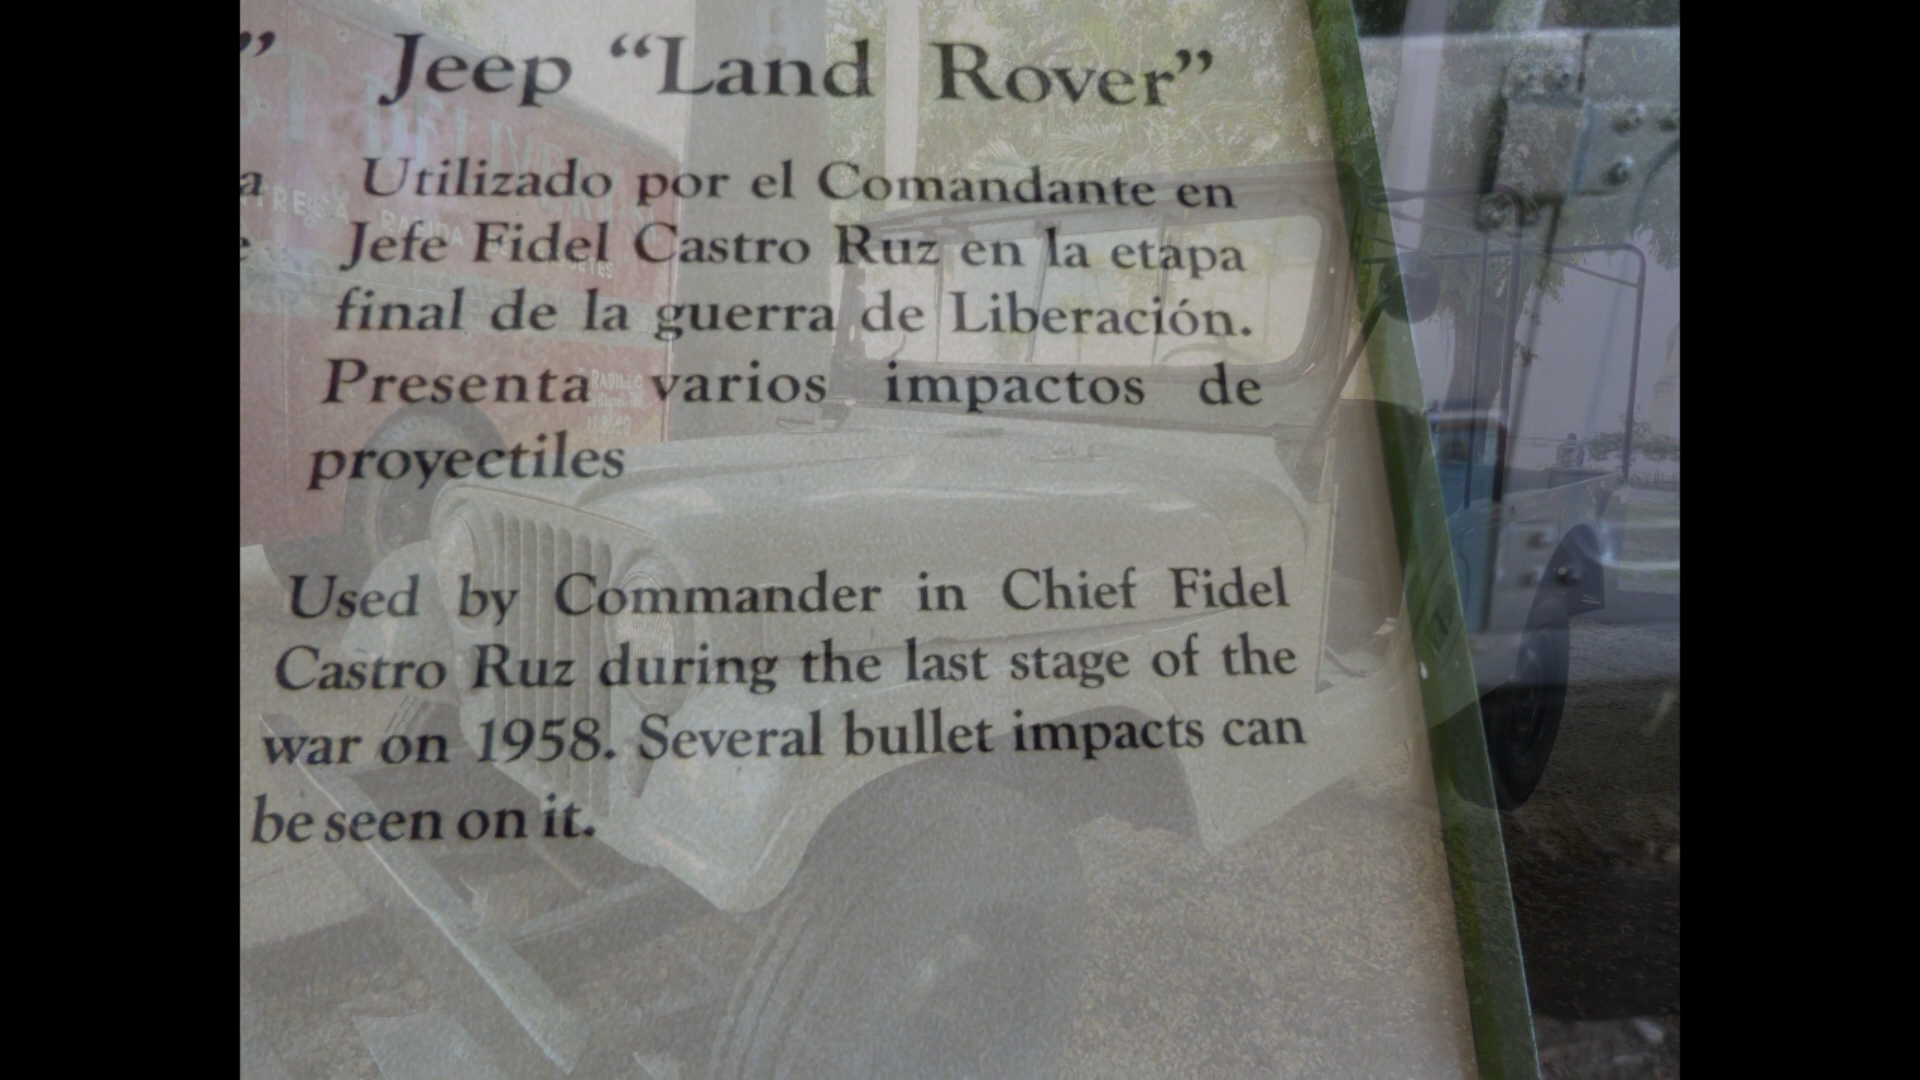 ” Jeep “Land Rover”
a Utilizado por el Comandante en
e Jefe Fidel Castro Ruz en la etapa
final de la guerra de Liberación.
Presenta varios impactos de
proyectiles
Used by Commander in Chief Fidel
Castro Ruz during the last stage of the
war on 1958. Several bullet impacts can
be seen on it.